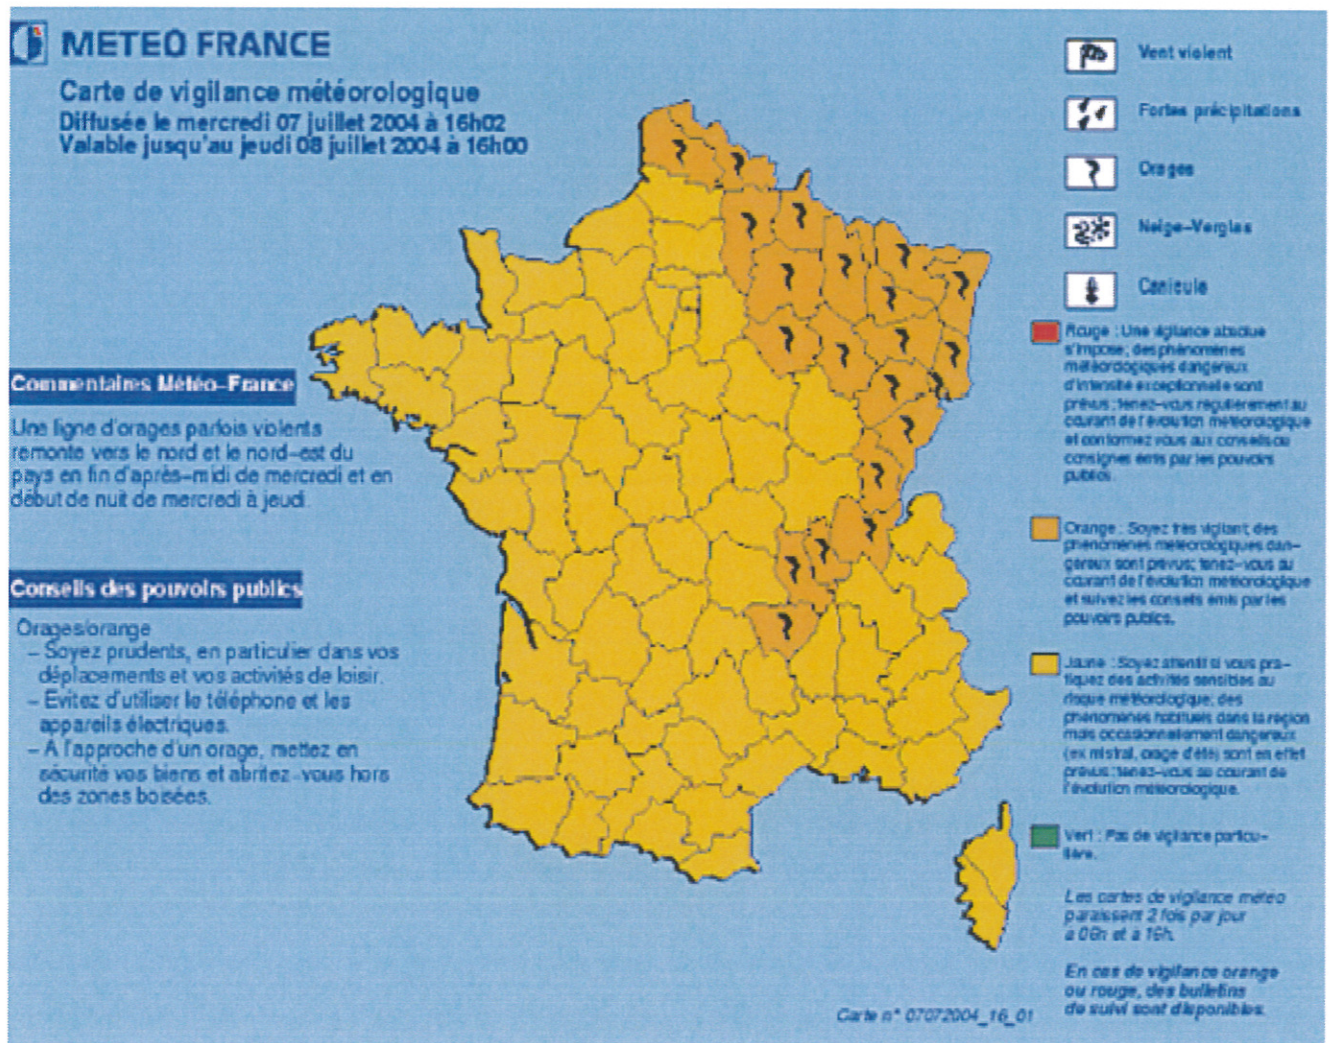 METEO FRANCE
Carte de vigilance météorologique
Diffusée le mercredi 07 juillet 2004 à 16h02
Valable jusqu'au jeudi 08 juillet 2004 à 16h00
Commentaires Météo-France
Une ligne d'orages parfois violents
remonte vers le nord et le nord-est du
pays en fin d'après-midi de mercredi et en
début de nuit de mercredi à jeudi.
Conseils des pouvoirs publics
Orages/orange
- Soyez prudents, en particulier dans vos
déplacements et vos activités de loisir.
- Evitez d'utiliser le téléphone et les
appareils électriques.
- A l'approche d'un orage, mettez en
sécurité vos biens et abritez-vous hors
des zones boisées.
Vent violent
Fortes précipitations
Orages
Neige-Verglas
Canicule
Rouge : Une vigilance absolue
s'impose; des phénomènes
météorologiques dangereux
d'intensité exceptionnelle sont
prévus; tenez-vous régulièrement au
courant de l'évolution météorologique
et conformez vous aux conseils ou
consignes émis par les pouvoirs
publics.
Orange : Soyez très vigilant; des
phénomènes météorologiques dan-
gereux sont prévus; tenez-vous au
courant de l'évolution météorologique
et suivez les conseils émis par les
pouvoirs publics.
Jaune : Soyez attentif si vous pra-
tiquez des activités sensibles au
risque météorologique; des
phénomènes habituels dans la région
mais occasionnellement dangereux
(ex mistral, orage d'été) sont en effet
prévus; tenez-vous au courant de
l'évolution météorologique.
Vert : Pas de vigilance particu-
lière.
Les cartes de vigilance météo
paraissent 2 fois par jour
a 06h et à 16h.
En cas de vigilance orange
ou rouge, des bulletins
de suivi sont disponibles.
Carte n° 07072004_16_01